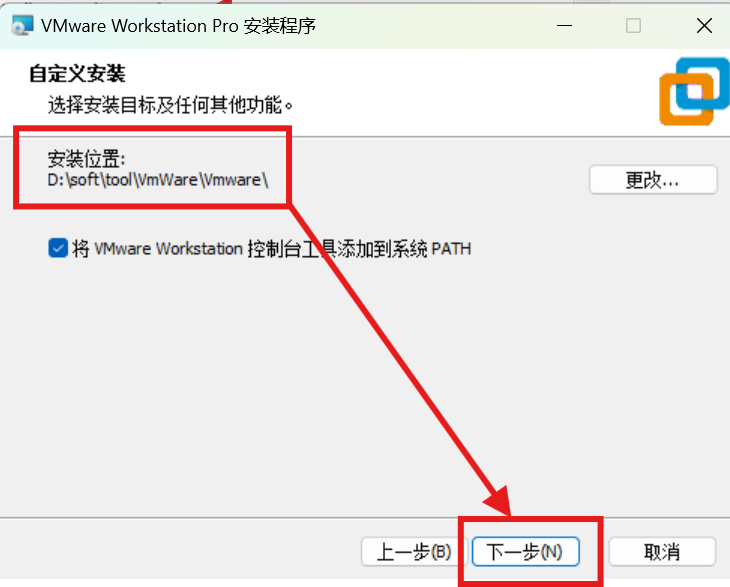 VMware Workstation Pro 安装程序
自定义安装
选择安装目标及任何其他功能。
安装位置:
D:\soft\tool\VmWare\Vmware\
更改...
将 VMware Workstation 控制台工具添加到系统 PATH
上一步(B)
下一步(N)
取消